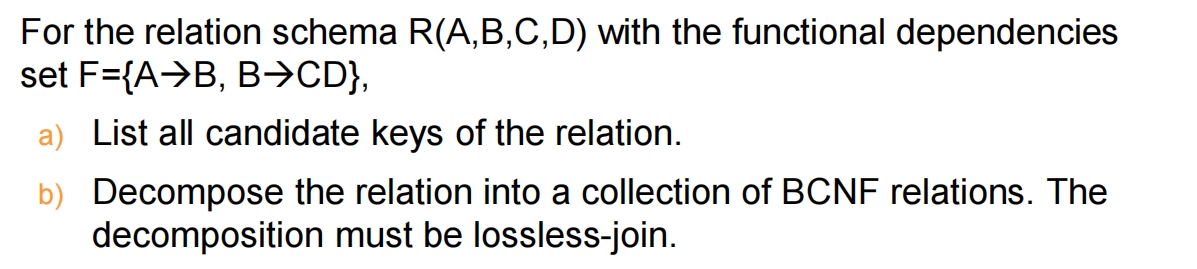 For the relation schema R(A,B,C,D) with the functional dependencies
set F={A→B, B→CD},
a) List all candidate keys of the relation.
b) Decompose the relation into a collection of BCNF relations. The
decomposition must be lossless-join.